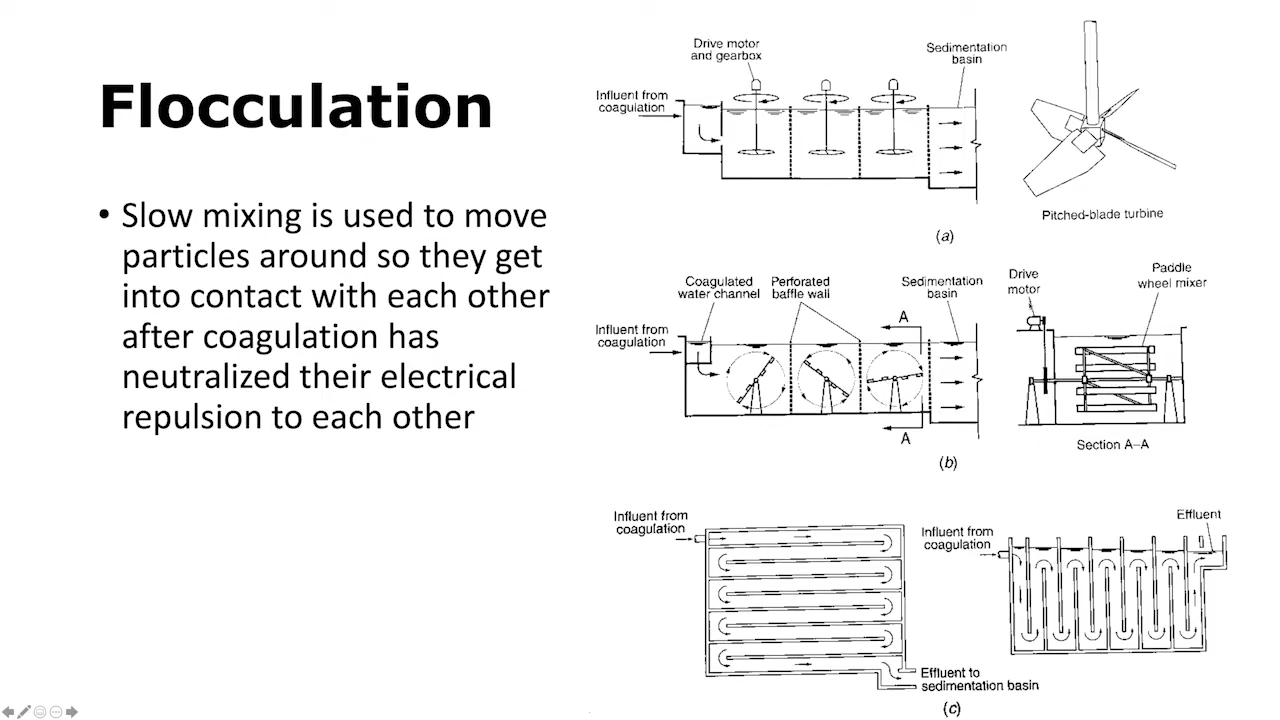 Flocculation
• Slow mixing is used to move
particles around so they get
into contact with each other
after coagulation has
neutralized their electrical
repulsion to each other
Drive motor
and gearbox
Sedimentation
basin
Influent from
coagulation
Pitched-blade turbine
(a)
Coagulated
water channel
Perforated
baffle wall
Sedimentation
basin
Drive
motor
Paddle
wheel mixer
Influent from
coagulation
A
A
Section A–A
(b)
Influent from
coagulation
Effluent to
sedimentation basin
Influent from
coagulation
Effluent
(c)